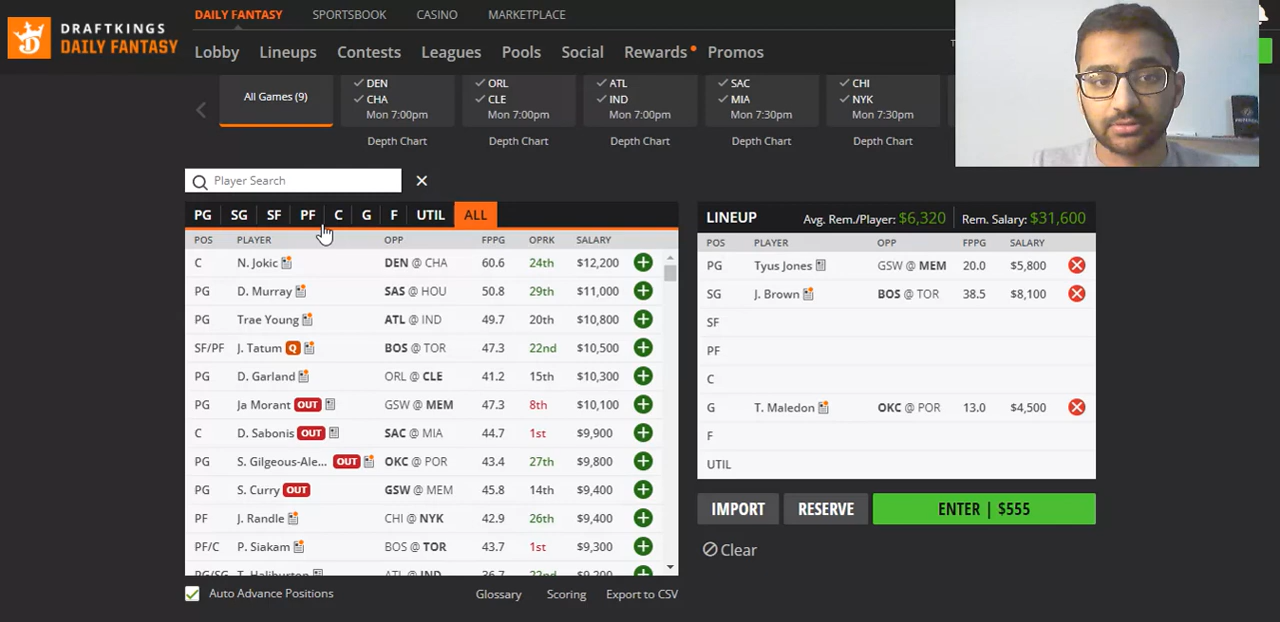 DRAFTKINGS
DAILY FANTASY
DAILY FANTASY SPORTSBOOK CASINO MARKETPLACE
Lobby Lineups Contests Leagues Pools Social Rewards Promos
All Games (9)
DEN
CHA
Mon 7:00pm
ORL
CLE
Mon 7:00pm
ATL
IND
Mon 7:00pm
SAC
MIA
Mon 7:30pm
CHI
NYK
Mon 7:30pm
Depth Chart Depth Chart Depth Chart Depth Chart Depth Chart
Player Search
PG SG SF PF C G F UTIL ALL
POS PLAYER OPP FPPG OPRK SALARY
C N. Jokic DEN @ CHA 60.6 24th $12,200
PG D. Murray SAS @ HOU 50.8 29th $11,000
PG Trae Young ATL @ IND 49.7 20th $10,800
SF/PF J. Tatum Q BOS @ TOR 47.3 22nd $10,500
PG D. Garland ORL @ CLE 41.2 15th $10,300
PG Ja Morant OUT GSW @ MEM 47.3 8th $10,100
C D. Sabonis OUT SAC @ MIA 44.7 1st $9,900
PG S. Gilgeous-Ale... OUT OKC @ POR 43.4 27th $9,800
PG S. Curry OUT GSW @ MEM 45.8 14th $9,400
PF J. Randle CHI @ NYK 42.9 26th $9,400
PF/C P. Siakam BOS @ TOR 43.7 1st $9,300
PG/SG T. Haliburton ATL @ IND 36.7 22nd $9,200
Auto Advance Positions Glossary Scoring Export to CSV
LINEUP Avg. Rem./Player: $6,320 Rem. Salary: $31,600
POS PLAYER OPP FPPG SALARY
PG Tyus Jones GSW @ MEM 20.0 $5,800
SG J. Brown BOS @ TOR 38.5 $8,100
SF
PF
C
G T. Maledon OKC @ POR 13.0 $4,500
F
UTIL
IMPORT RESERVE ENTER | $555
Clear